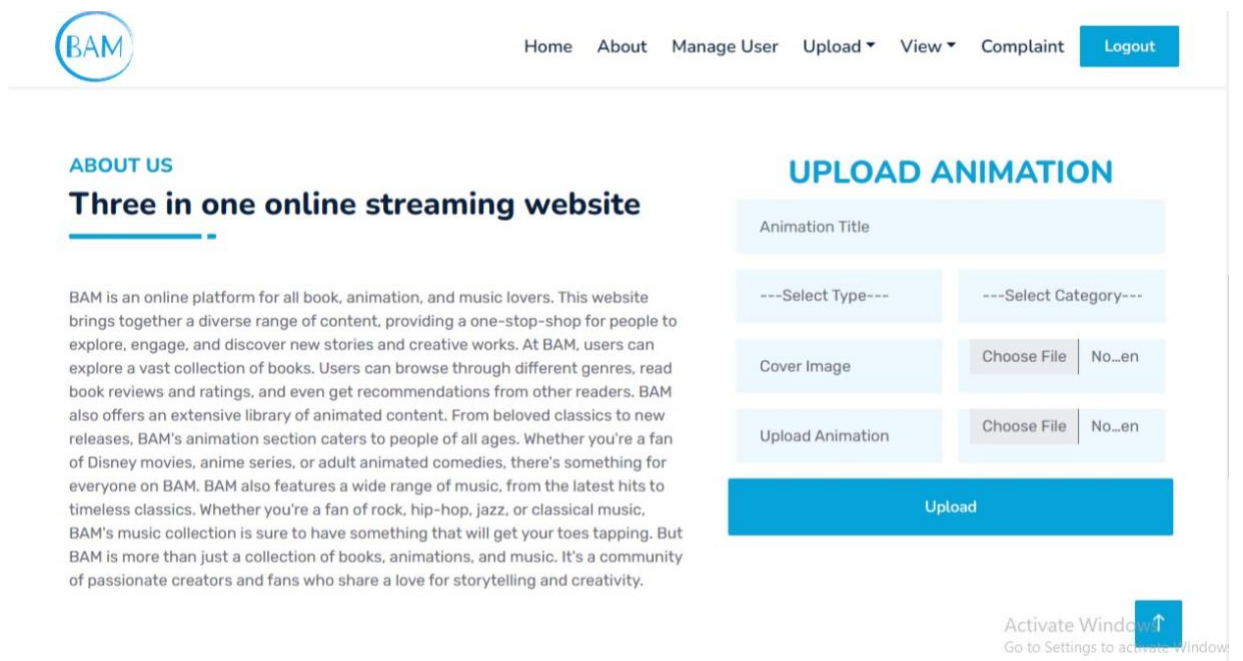 BAM
Home About Manage User Upload View Complaint Logout
ABOUT US
Three in one online streaming website
BAM is an online platform for all book, animation, and music lovers. This website
brings together a diverse range of content, providing a one-stop-shop for people to
explore, engage, and discover new stories and creative works. At BAM, users can
explore a vast collection of books. Users can browse through different genres, read
book reviews and ratings, and even get recommendations from other readers. BAM
also offers an extensive library of animated content. From beloved classics to new
releases, BAM's animation section caters to people of all ages. Whether you're a fan
of Disney movies, anime series, or adult animated comedies, there's something for
everyone on BAM. BAM also features a wide range of music, from the latest hits to
timeless classics. Whether you're a fan of rock, hip-hop, jazz, or classical music,
BAM's music collection is sure to have something that will get your toes tapping. But
BAM is more than just a collection of books, animations, and music. It's a community
of passionate creators and fans who share a love for storytelling and creativity.
UPLOAD ANIMATION
Animation Title
---Select Type--- ---Select Category---
Cover Image Choose File No...en
Upload Animation Choose File No...en
Upload
Activate Windows
Go to Settings to activate Windows